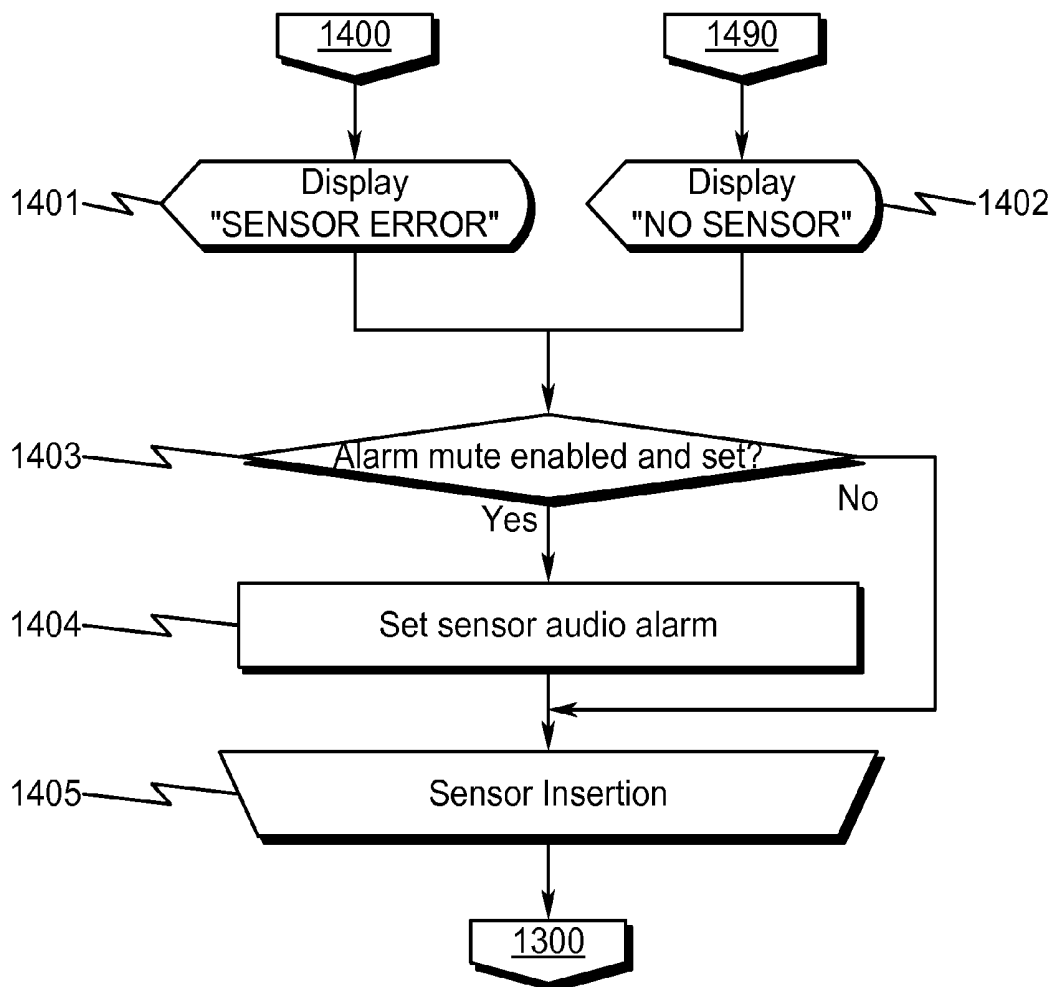 1400
1490
1401
Display
"SENSOR ERROR"
Display
"NO SENSOR"
1402
1403
Alarm mute enabled and set?
No
Yes
1404
Set sensor audio alarm
1405
Sensor Insertion
1300